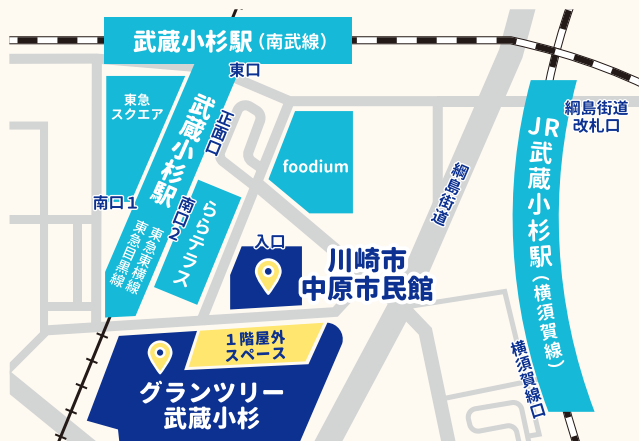 武蔵小杉駅（南武線）
東口
東急
スクエア
正面口
武蔵小杉駅
南口1
南口2
東急東横線
東急目黒線
ららテラス
foodium
綱島街道
綱島街道
改札口
JR武蔵小杉駅（横須賀線）
横須賀線口
入口
川崎市
中原市民館
１階屋外
スペース
グランツリー
武蔵小杉